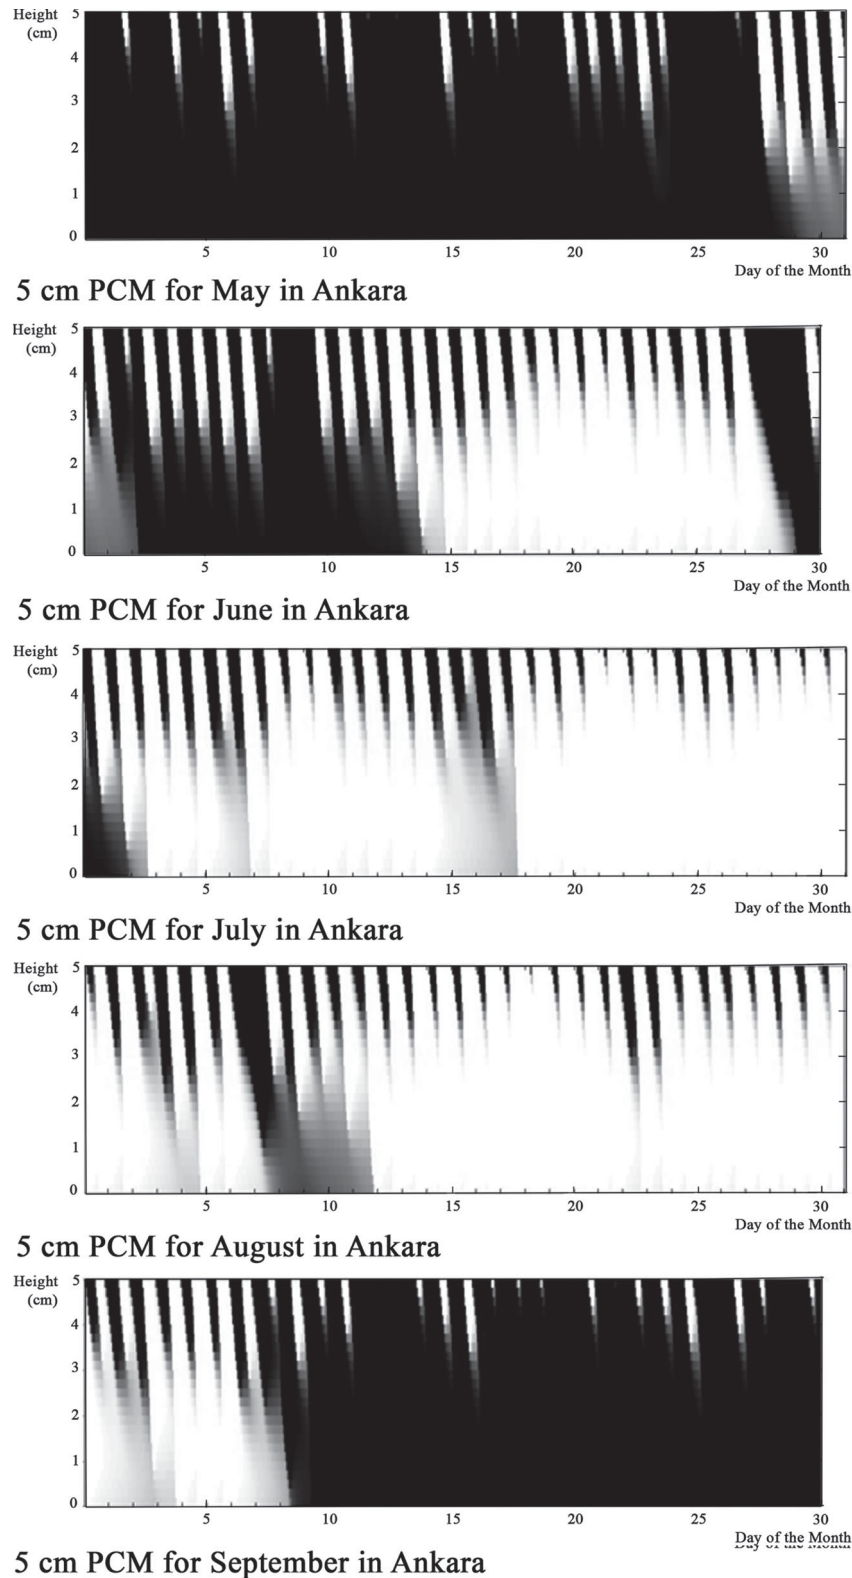 Height
(cm)
5
4
3
2
1
0
5 10 15 20 25 30
Day of the Month
5 cm PCM for May in Ankara
Height
(cm)
5
4
3
2
1
0
5 10 15 20 25 30
Day of the Month
5 cm PCM for June in Ankara
Height
(cm)
5
4
3
2
1
0
5 10 15 20 25 30
Day of the Month
5 cm PCM for July in Ankara
Height
(cm)
5
4
3
2
1
0
5 10 15 20 25 30
Day of the Month
5 cm PCM for August in Ankara
Height
(cm)
5
4
3
2
1
0
5 10 15 20 25 30
Day of the Month
5 cm PCM for September in Ankara